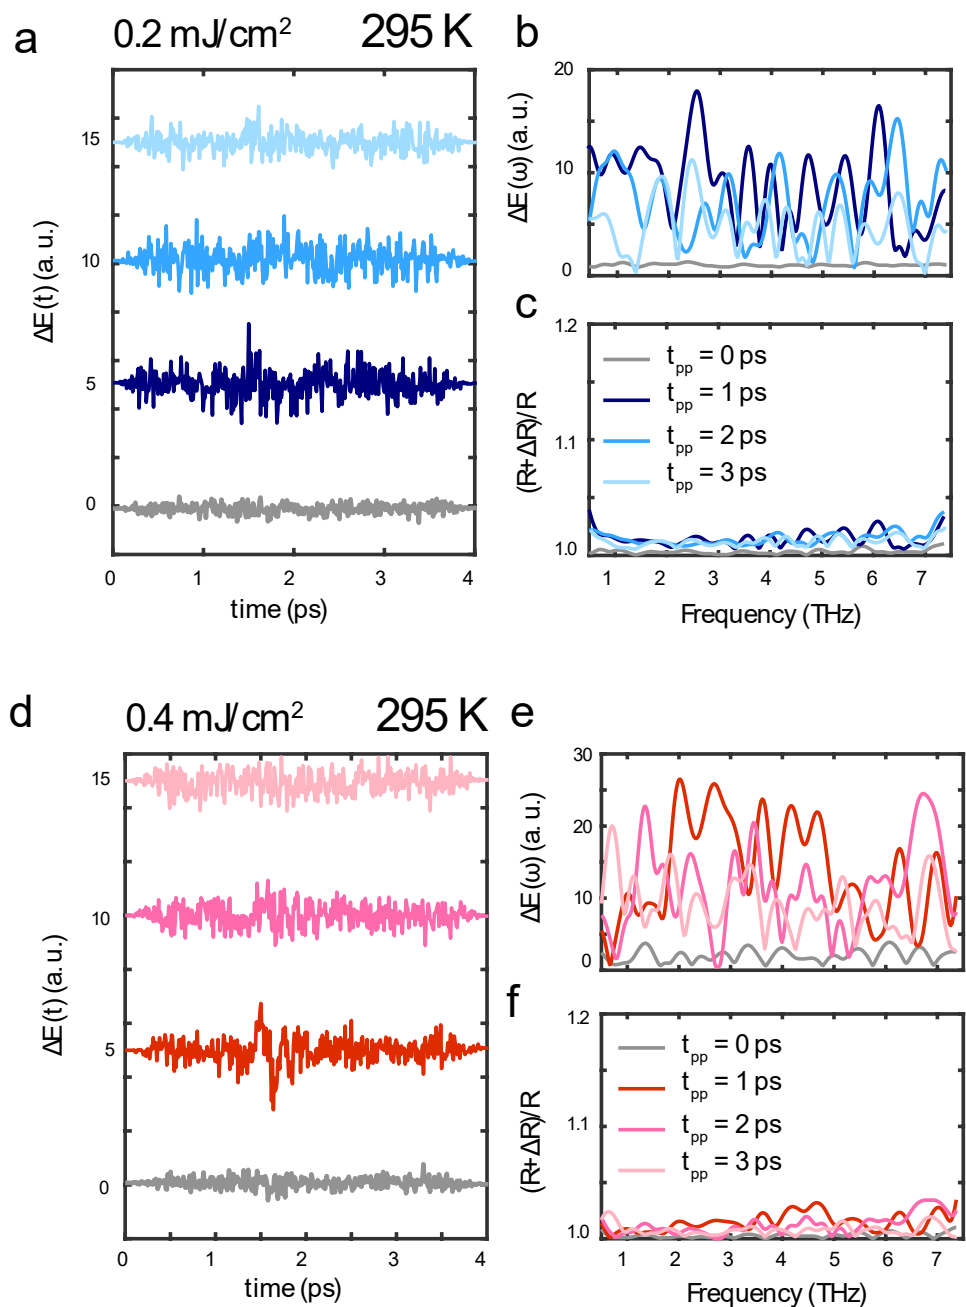 a
0.2 mJ/cm²
295 K
ΔE(t) (a. u.)
15
10
5
0
0 1 2 3 4
time (ps)
b
ΔE(ω) (a. u.)
20
10
0
c
(R+ΔR)/R
1.2
1.1
1.0
t_pp = 0 ps
t_pp = 1 ps
t_pp = 2 ps
t_pp = 3 ps
1 2 3 4 5 6 7
Frequency (THz)
d
0.4 mJ/cm²
295 K
ΔE(t) (a. u.)
15
10
5
0
0 1 2 3 4
time (ps)
e
ΔE(ω) (a. u.)
30
20
10
0
f
(R+ΔR)/R
1.2
1.1
1.0
t_pp = 0 ps
t_pp = 1 ps
t_pp = 2 ps
t_pp = 3 ps
1 2 3 4 5 6 7
Frequency (THz)